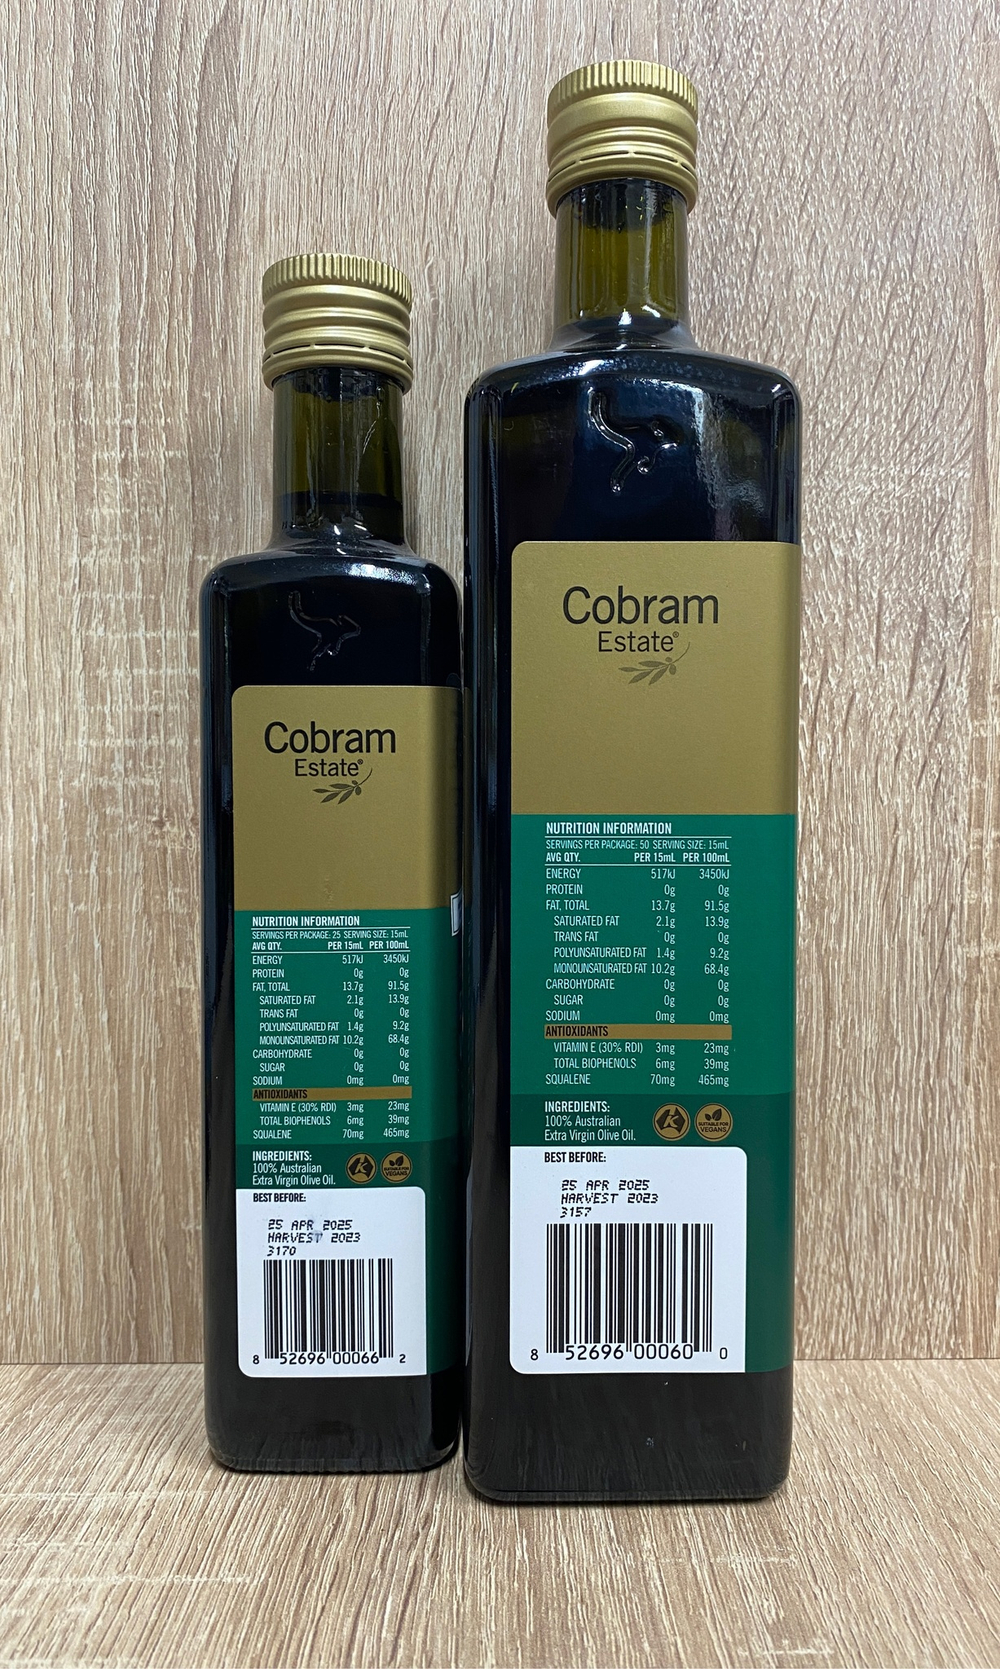 Cobram
Estate®
NUTRITION INFORMATION
SERVINGS PER PACKAGE: 25 SERVING SIZE: 15mL
AVG QTY. PER 15mL PER 100mL
ENERGY 517kJ 3450kJ
PROTEIN 0g 0g
FAT, TOTAL 13.7g 91.5g
SATURATED FAT 2.1g 13.9g
TRANS FAT 0g 0g
POLYUNSATURATED FAT 1.4g 9.2g
MONOUNSATURATED FAT 10.2g 68.4g
CARBOHYDRATE 0g 0g
SUGAR 0g 0g
SODIUM 0mg 0mg
ANTIOXIDANTS
VITAMIN E (30% RDI) 3mg 23mg
TOTAL BIOPHENOLS 6mg 39mg
SQUALENE 70mg 465mg
INGREDIENTS:
100% Australian
Extra Virgin Olive Oil.
K
SUITABLE FOR
VEGANS
BEST BEFORE:
25 APR 2025
HARVEST 2023
3170
8 52696 00066 2
Cobram
Estate®
NUTRITION INFORMATION
SERVINGS PER PACKAGE: 50 SERVING SIZE: 15mL
AVG QTY. PER 15mL PER 100mL
ENERGY 517kJ 3450kJ
PROTEIN 0g 0g
FAT, TOTAL 13.7g 91.5g
SATURATED FAT 2.1g 13.9g
TRANS FAT 0g 0g
POLYUNSATURATED FAT 1.4g 9.2g
MONOUNSATURATED FAT 10.2g 68.4g
CARBOHYDRATE 0g 0g
SUGAR 0g 0g
SODIUM 0mg 0mg
ANTIOXIDANTS
VITAMIN E (30% RDI) 3mg 23mg
TOTAL BIOPHENOLS 6mg 39mg
SQUALENE 70mg 465mg
INGREDIENTS:
100% Australian
Extra Virgin Olive Oil.
K
SUITABLE FOR
VEGANS
BEST BEFORE:
25 APR 2025
HARVEST 2023
3157
8 52696 00060 0